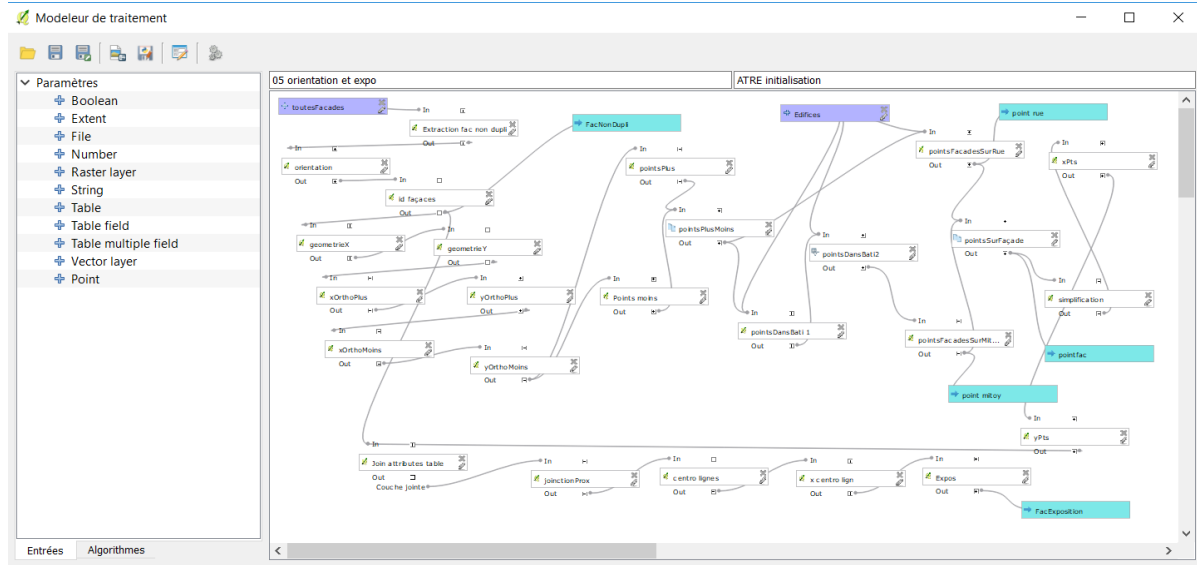 Modeleur de traitement
05 orientation et expo
ATRE initialisation
Paramètres
Boolean
Extent
File
Number
Raster layer
String
Table
Table field
Table multiple field
Vector layer
Point
Entrées
Algorithmes
toutesFacades
In
Extraction fac non dupli
Out
In
orientation
Out
In
id façaces
Out
In
geometrieX
Out
In
geometrieY
Out
In
xOrthoPlus
Out
In
yOrthoPlus
Out
In
xOrthoMoins
Out
In
yOrthoMoins
Out
FacNonDupli
In
pointsPlus
Out
In
pointsPlusMoins
Out
In
Points moins
Out
Edifices
In
pointsDansBati2
Out
In
pointsDansBati 1
Out
In
pointsFacadesSurRue
Out
point rue
In
xPts
Out
In
pointsSurFaçade
Out
In
simplification
Out
In
pointsFacadesSurMit...
Out
pointfac
point mitoy
In
yPts
Out
In
Join attributes table
Out
Couche jointe
In
joinctionProx
Out
In
centro lignes
Out
In
x centro lign
Out
In
Expos
Out
FacExposition